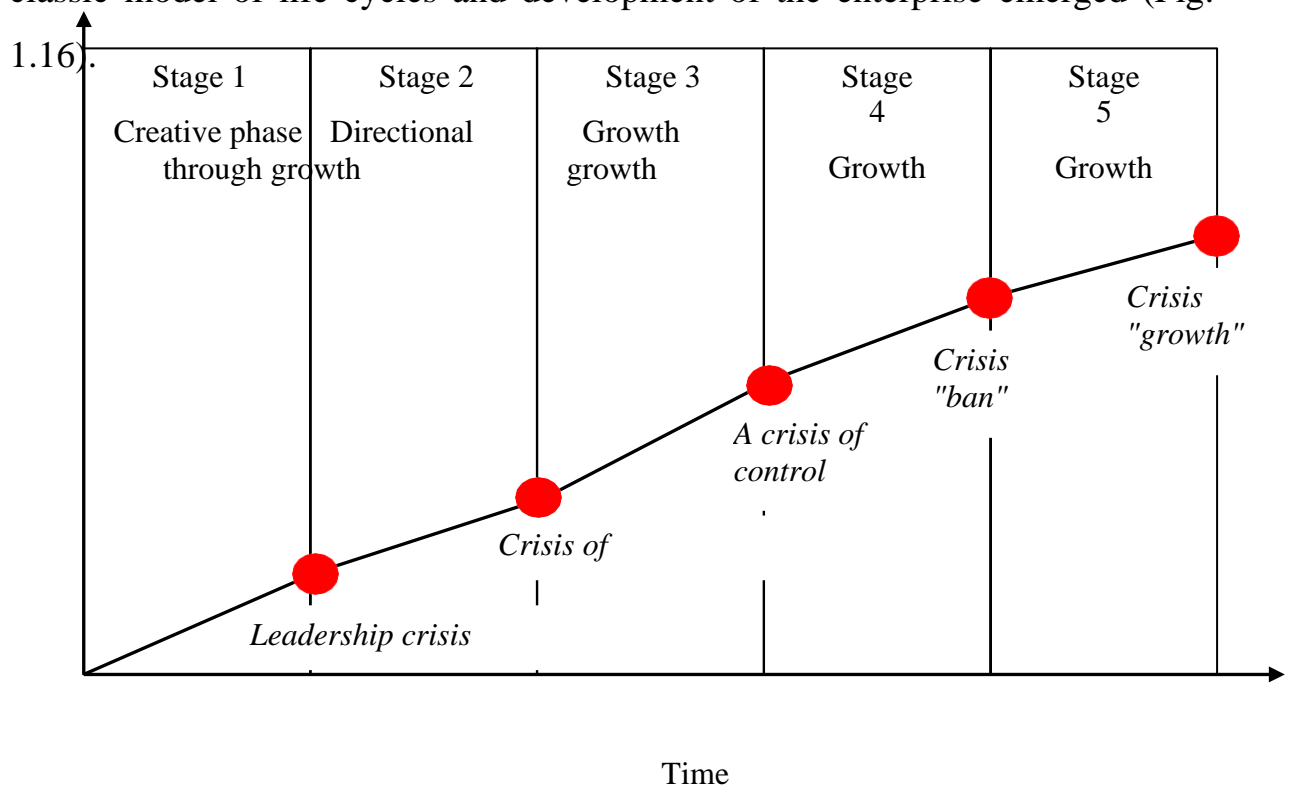 classic model of life cycles and development of the enterprise emerged (Fig.
1.16).
Stage 1
Creative phase
through growth
Stage 2
Directional
Stage 3
Growth
growth
Stage
4
Growth
Stage
5
Growth
Leadership crisis
Crisis of
A crisis of
control
Crisis
"ban"
Crisis
"growth"
Time